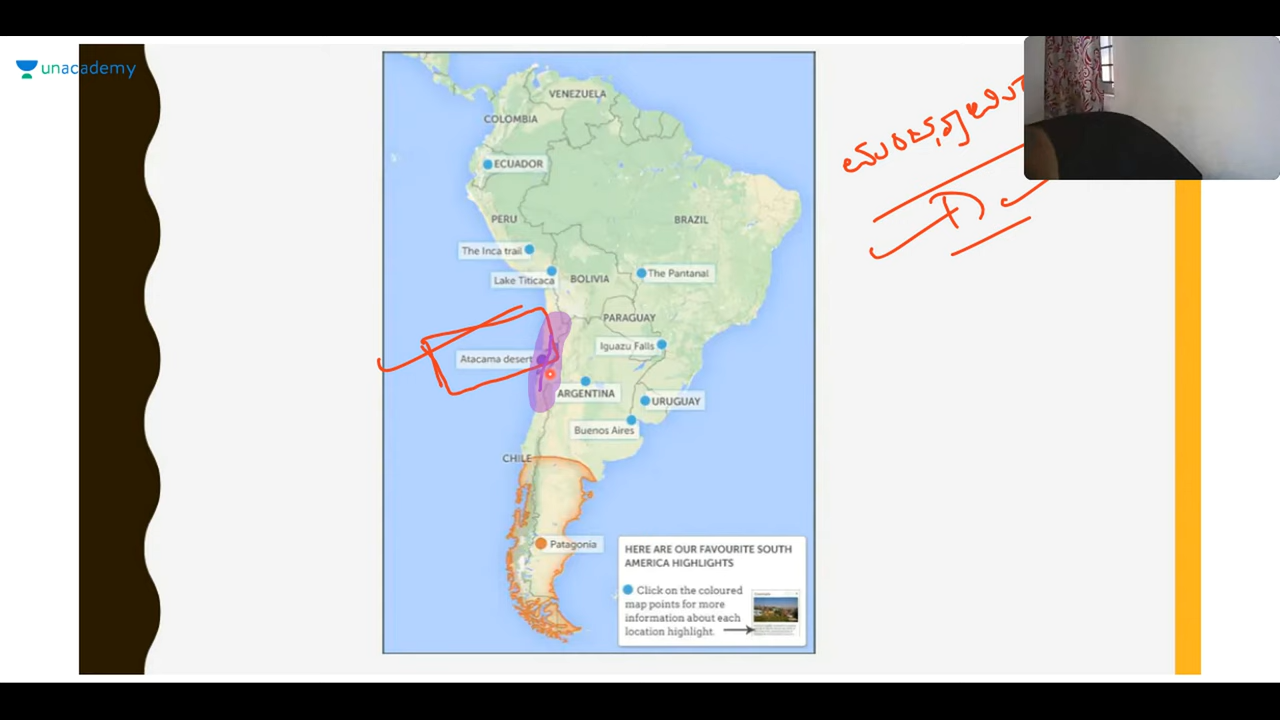 unacademy
VENEZUELA
COLOMBIA
ECUADOR
PERU
BRAZIL
The Inca trail
Lake Titicaca
BOLIVIA
The Pantanal
PARAGUAY
Iguazu Falls
Atacama desert
ARGENTINA
URUGUAY
Buenos Aires
CHILE
Patagonia
HERE ARE OUR FAVOURITE SOUTH
AMERICA HIGHLIGHTS
Click on the coloured
map points for more
information about each
location highlight.